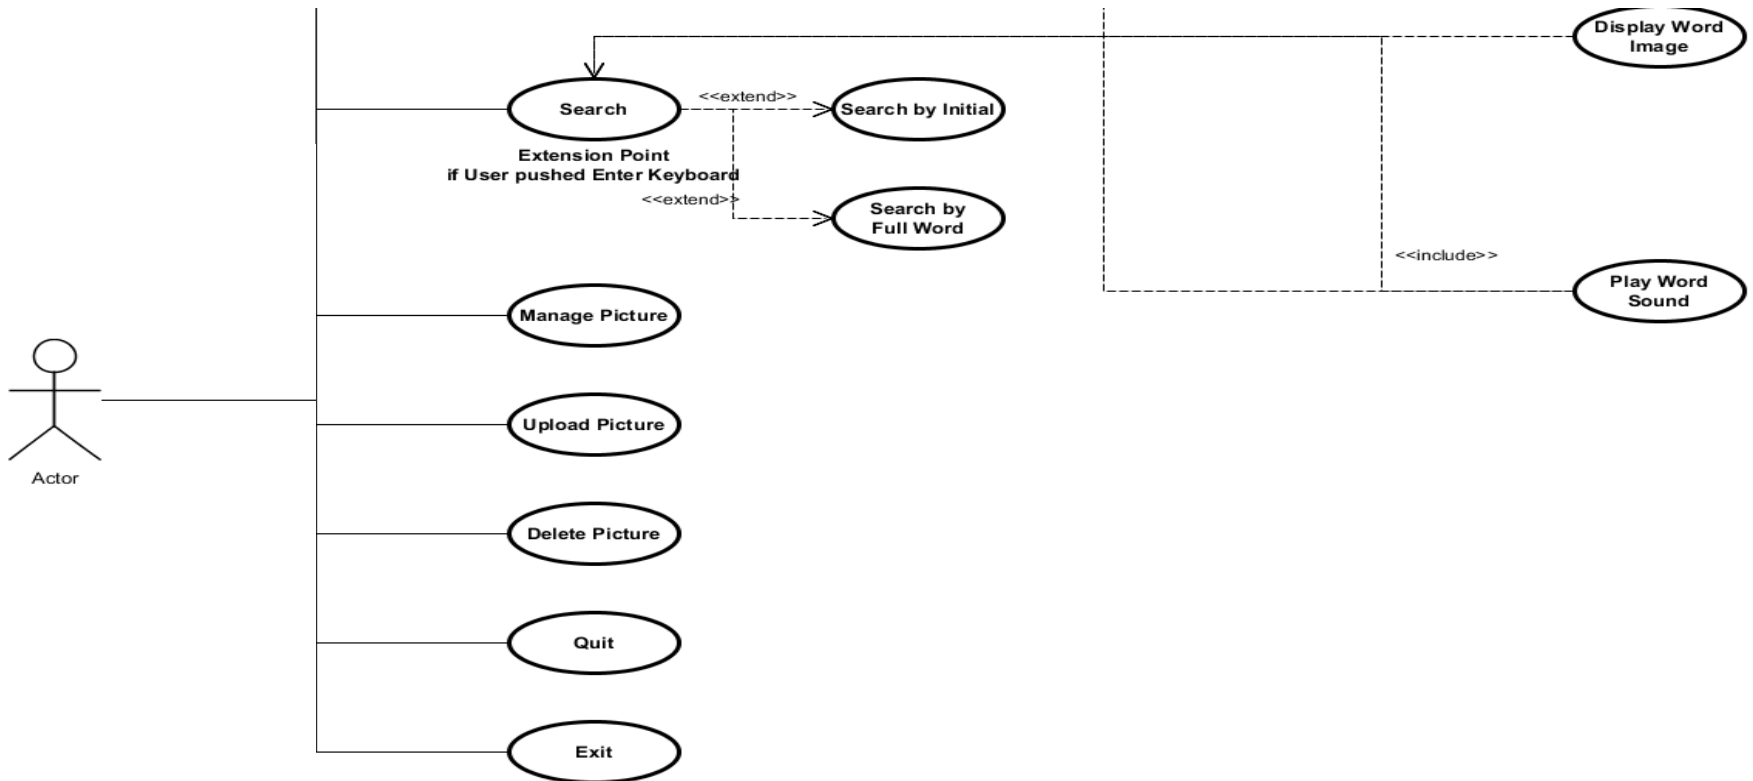 Display Word
Image
<<extend>>
Search
Search by Initial
Extension Point
if User pushed Enter Keyboard
<<extend>>
Search by
Full Word
<<include>>
Play Word
Sound
Manage Picture
Upload Picture
Actor
Delete Picture
Quit
Exit